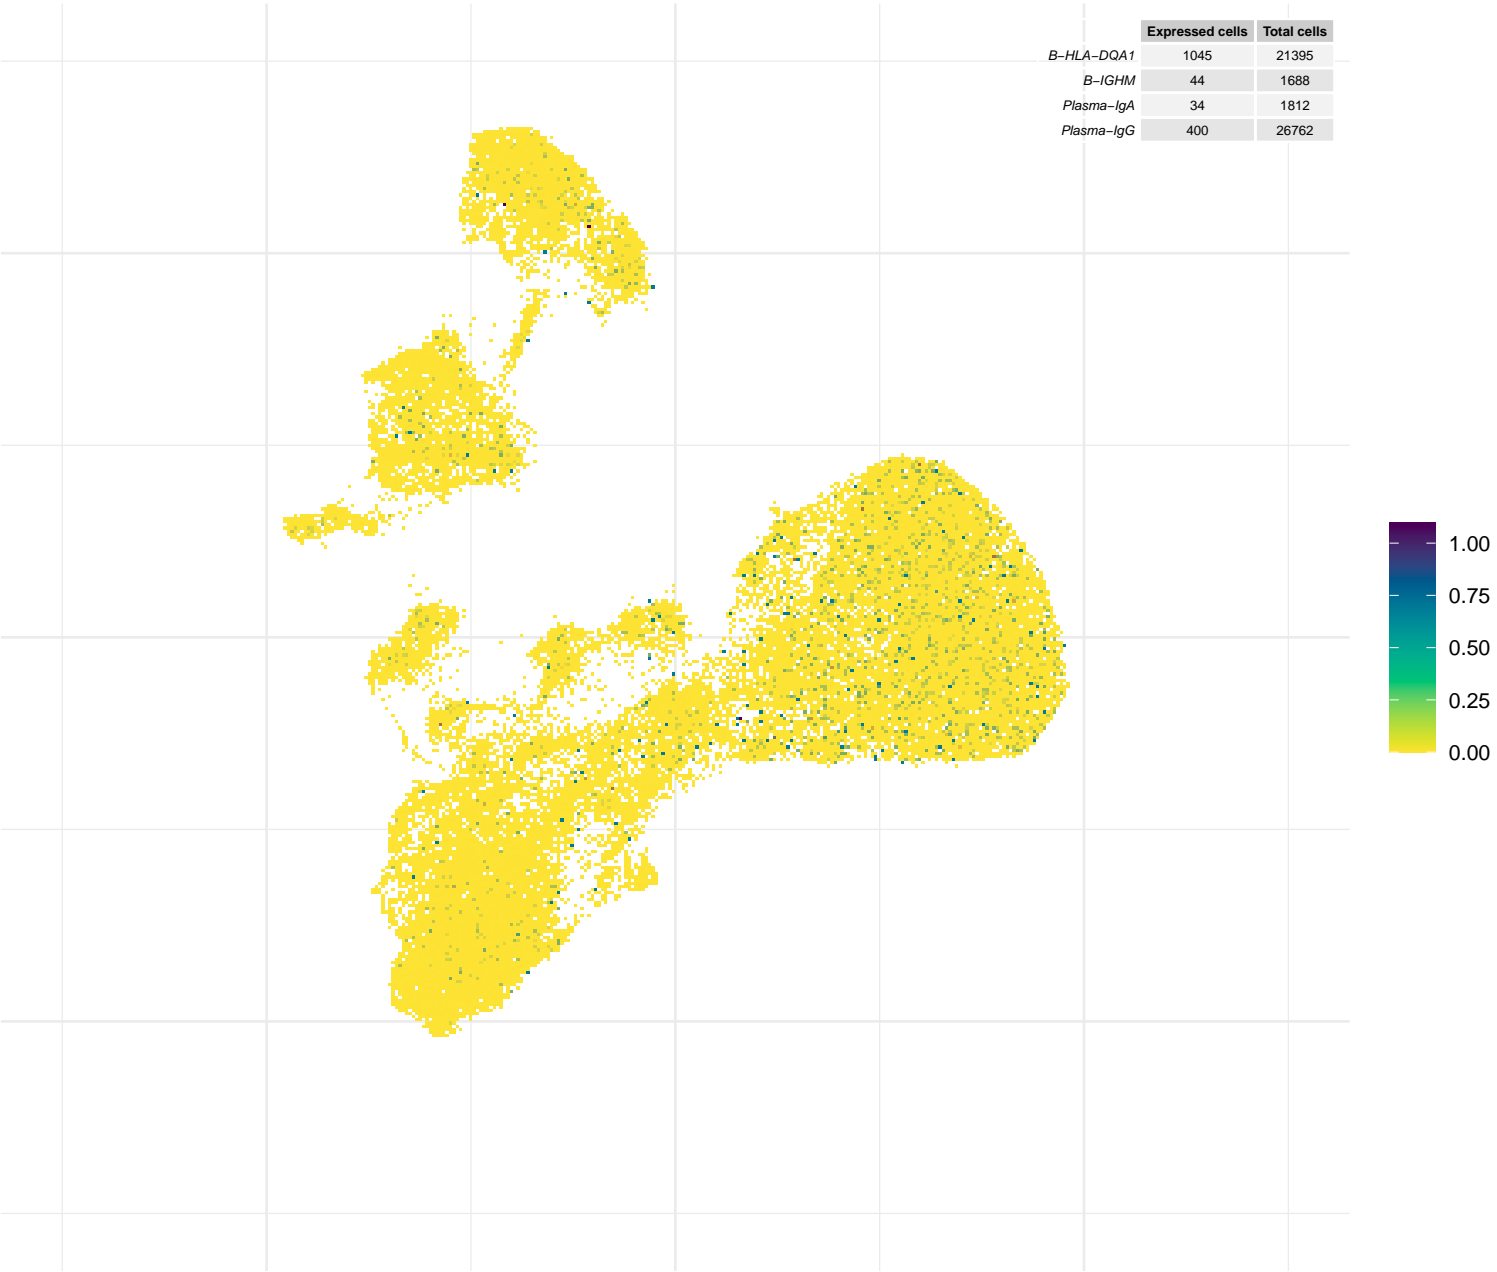 Expressed cells Total cells
B−HLA−DQA1 1045 21395
B−IGHM 44 1688
Plasma−IgA 34 1812
Plasma−IgG 400 26762
1.00
0.75
0.50
0.25
0.00